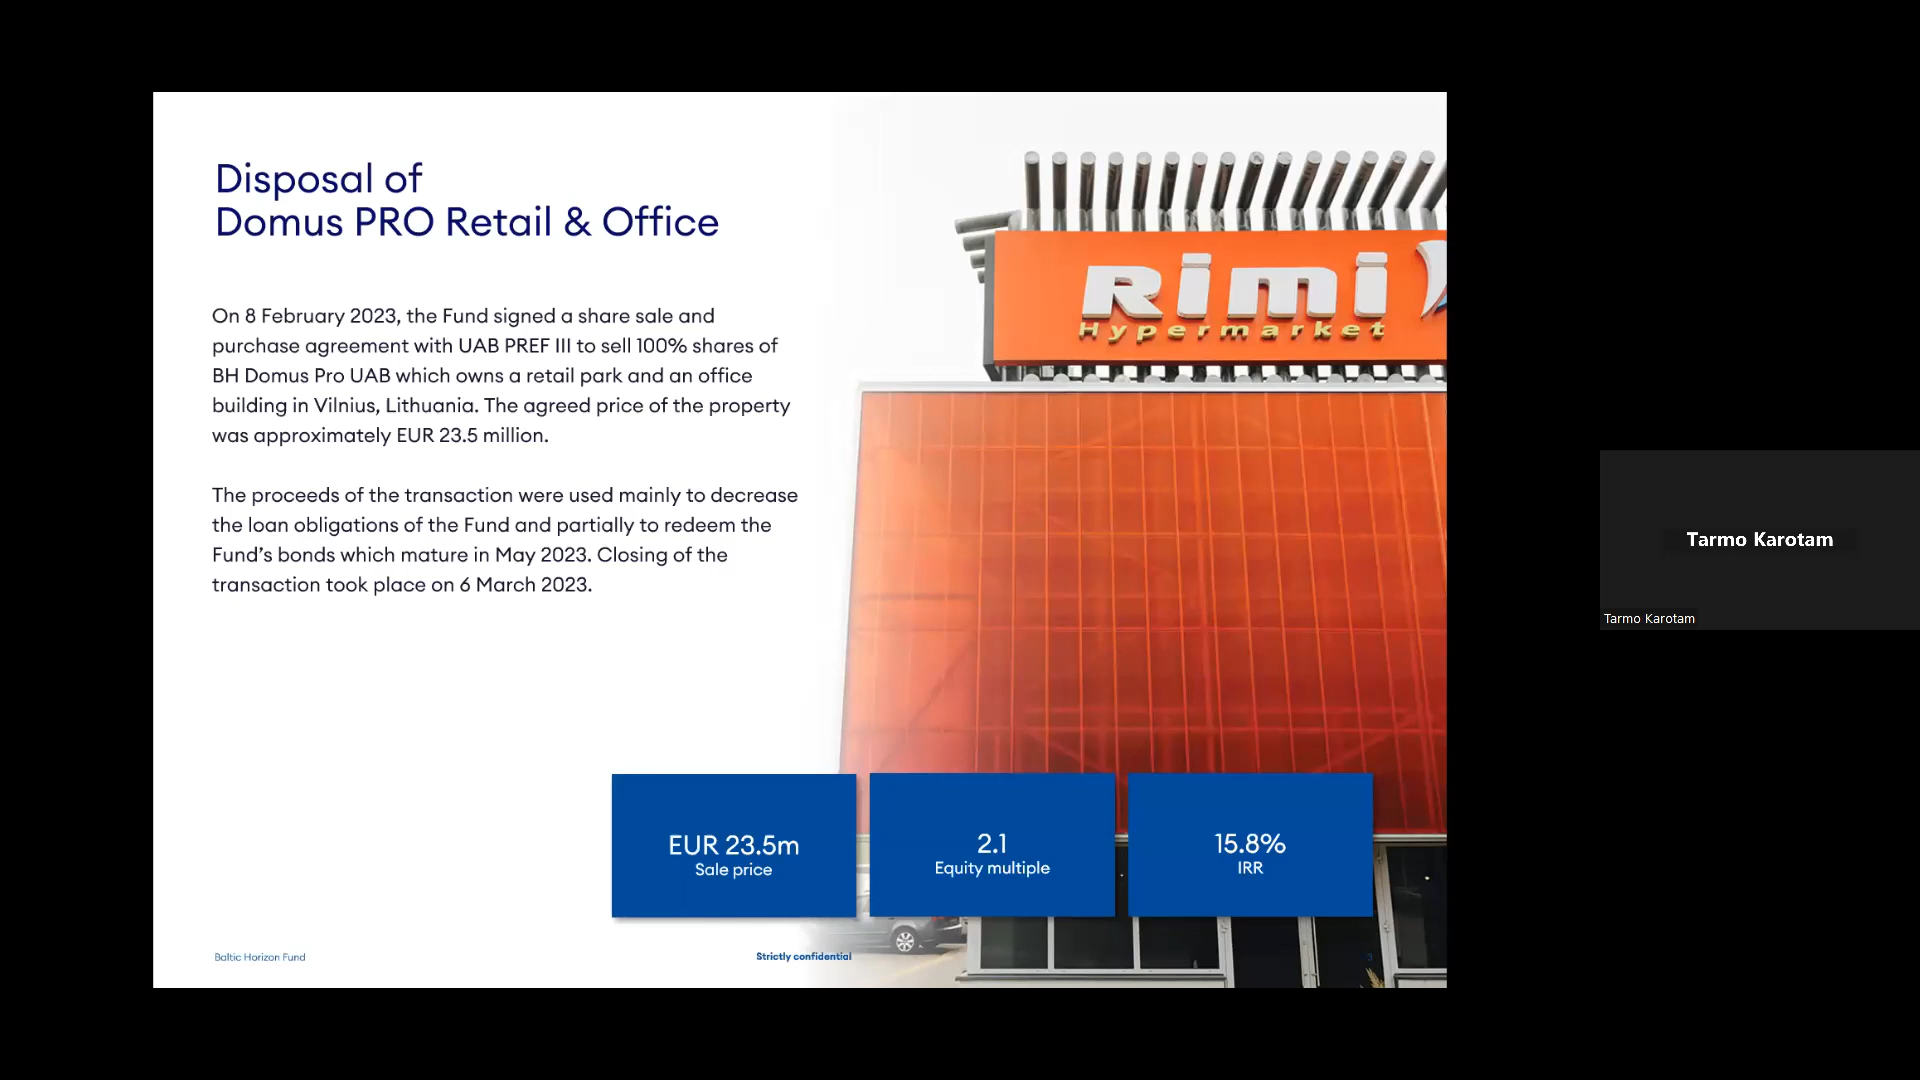 Disposal of
Domus PRO Retail & Office
On 8 February 2023, the Fund signed a share sale and
purchase agreement with UAB PREF III to sell 100% shares of
BH Domus Pro UAB which owns a retail park and an office
building in Vilnius, Lithuania. The agreed price of the property
was approximately EUR 23.5 million.
The proceeds of the transaction were used mainly to decrease
the loan obligations of the Fund and partially to redeem the
Fund’s bonds which mature in May 2023. Closing of the
transaction took place on 6 March 2023.
Rimi
Hypermarket
EUR 23.5m
Sale price
2.1
Equity multiple
15.8%
IRR
Baltic Horizon Fund
Strictly confidential
3
Tarmo Karotam
Tarmo Karotam